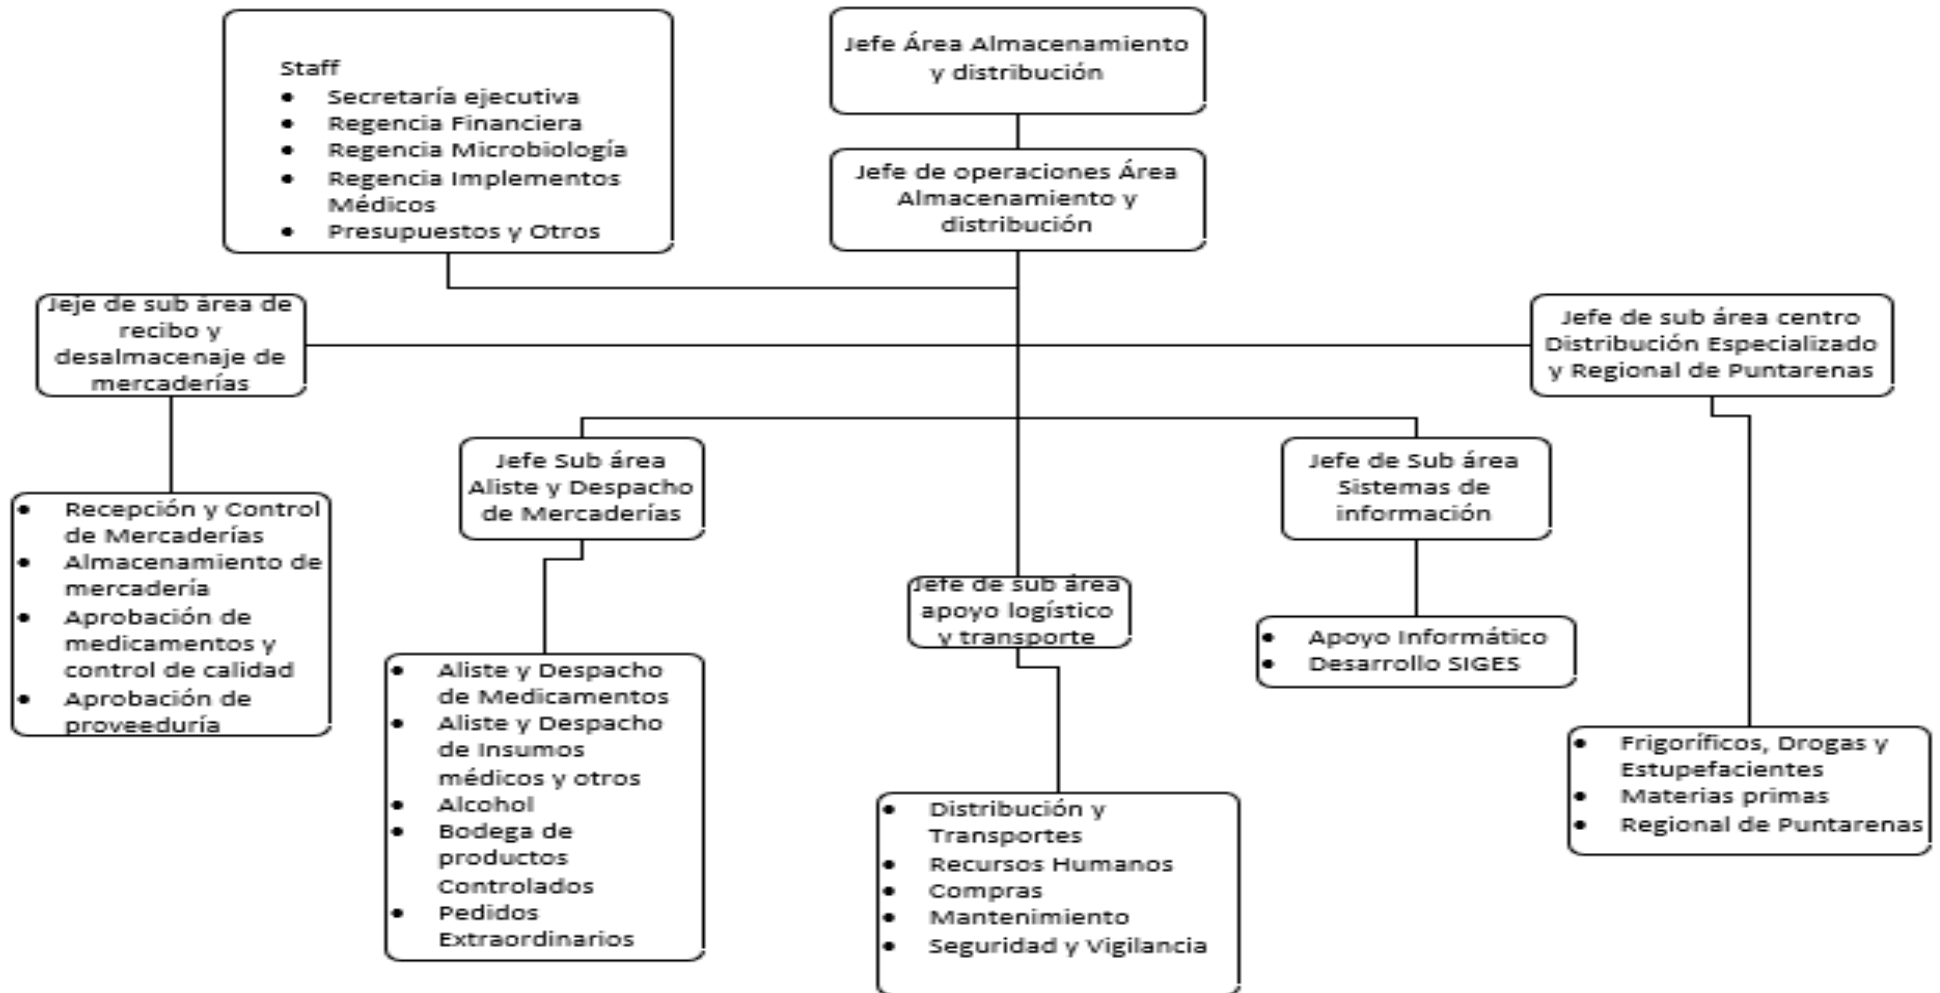 Staff
• Secretaría ejecutiva
• Regencia Financiera
• Regencia Microbiología
• Regencia Implementos
Médicos
• Presupuestos y Otros
Jefe Área Almacenamiento
y distribución
Jefe de operaciones Área
Almacenamiento y
distribución
Jeje de sub área de
recibo y
desalmacenaje de
mercaderías
Jefe de sub área centro
Distribución Especializado
y Regional de Puntarenas
Jefe Sub área
Aliste y Despacho
de Mercaderías
Jefe de Sub área
Sistemas de
información
• Recepción y Control
de Mercaderías
• Almacenamiento de
mercadería
• Aprobación de
medicamentos y
control de calidad
• Aprobación de
proveeduría
Jefe de sub área
apoyo logístico
y transporte
• Apoyo Informático
• Desarrollo SIGES
• Aliste y Despacho
de Medicamentos
• Aliste y Despacho
de Insumos
médicos y otros
• Alcohol
• Bodega de
productos
Controlados
• Pedidos
Extraordinarios
• Distribución y
Transportes
• Recursos Humanos
• Compras
• Mantenimiento
• Seguridad y Vigilancia
• Frigoríficos, Drogas y
Estupefacientes
• Materias primas
• Regional de Puntarenas